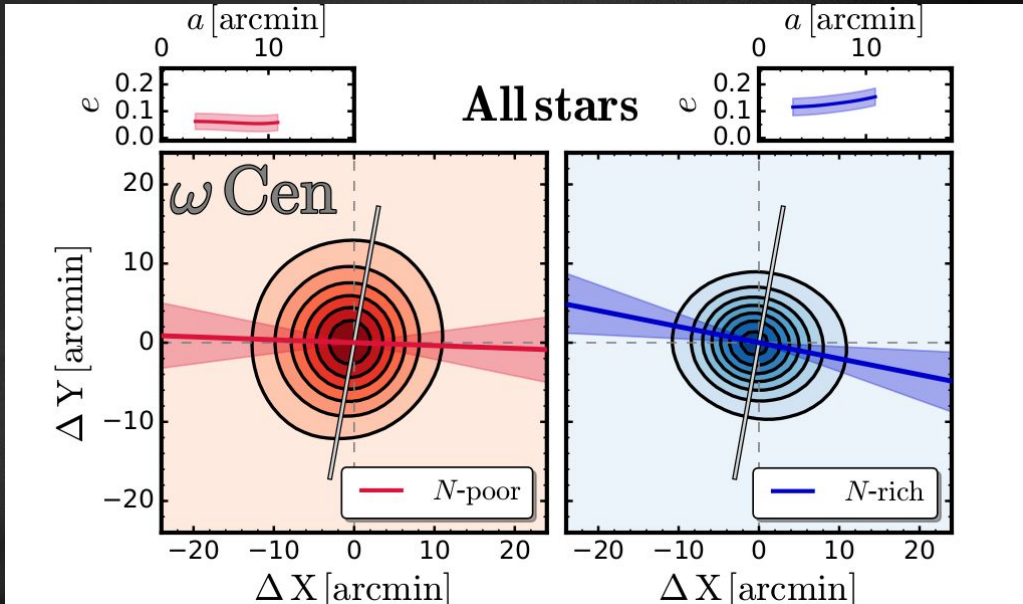 a [arcmin]
a [arcmin]
0 10
0 10
0.2
0.1
0.0
e
All stars
e
0.2
0.1
0.0
ω Cen
20
10
0
−10
−20
Δ Y [arcmin]
N-poor
N-rich
−20 −10 0 10 20
−20 −10 0 10 20
Δ X [arcmin]
Δ X [arcmin]